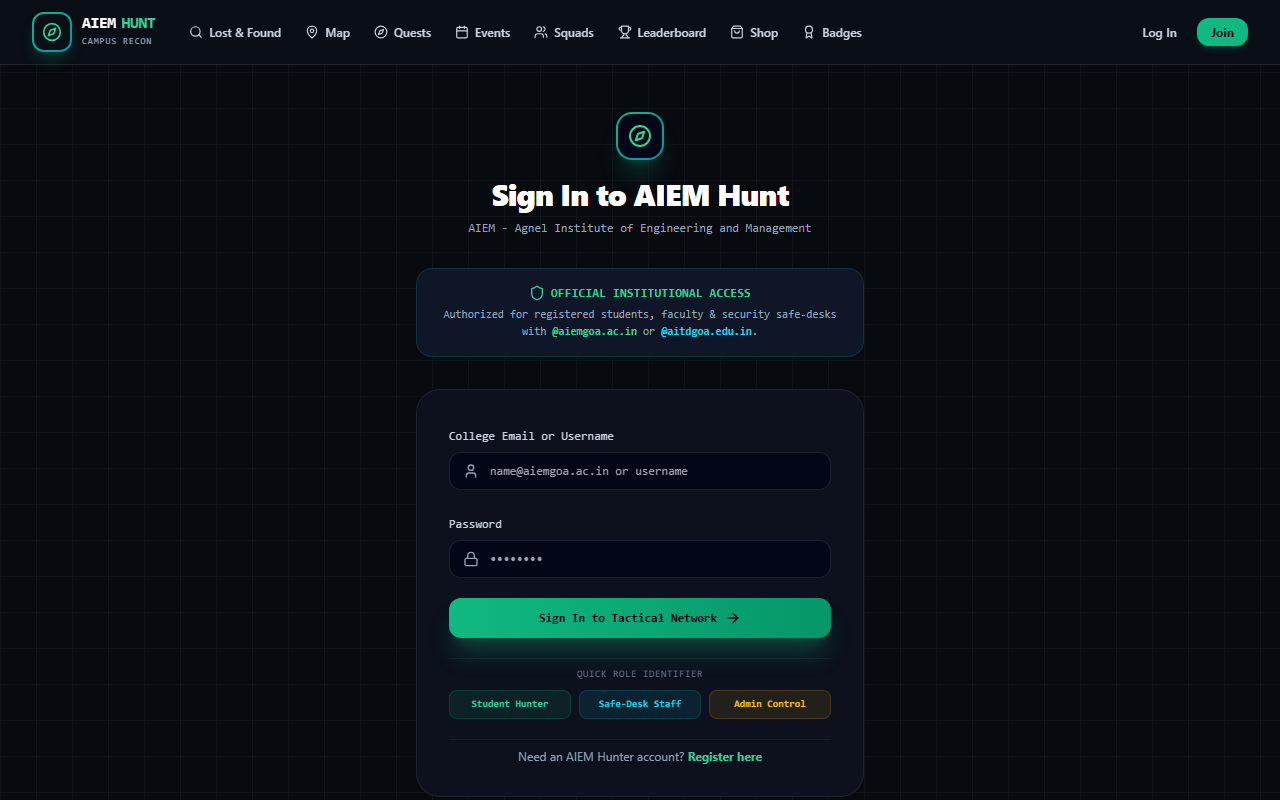 AIEM HUNT
CAMPUS RECON
Lost & Found
Map
Quests
Events
Squads
Leaderboard
Shop
Badges
Log In
Join
Sign In to AIEM Hunt
AIEM - Agnel Institute of Engineering and Management
OFFICIAL INSTITUTIONAL ACCESS
Authorized for registered students, faculty & security safe-desks
with @aiemgoa.ac.in or @aitdgoa.edu.in.
College Email or Username
name@aiemgoa.ac.in or username
Password
••••••••
Sign In to Tactical Network →
QUICK ROLE IDENTIFIER
Student Hunter
Safe-Desk Staff
Admin Control
Need an AIEM Hunter account? Register here